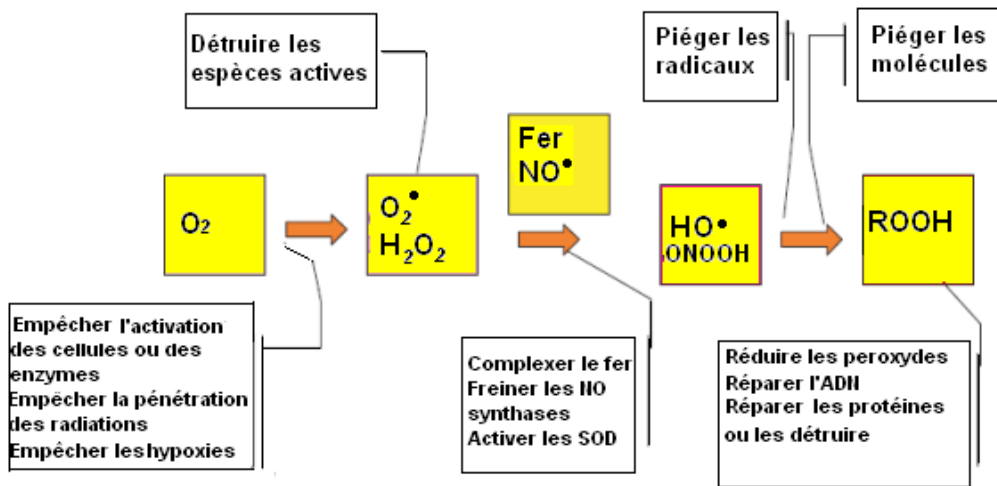 Détruire les
espèces actives
Piéger les
radicaux
Piéger les
molécules
Fer
NO•
O2
O2•
H2O2
HO•
ONOOH
ROOH
Empêcher l'activation
des cellules ou des
enzymes
Empêcher la pénétration
des radiations
Empêcher les hypoxies
Complexer le fer
Freiner les NO
synthases
Activer les SOD
Réduire les peroxydes
Réparer l'ADN
Réparer les protéines
ou les détruire